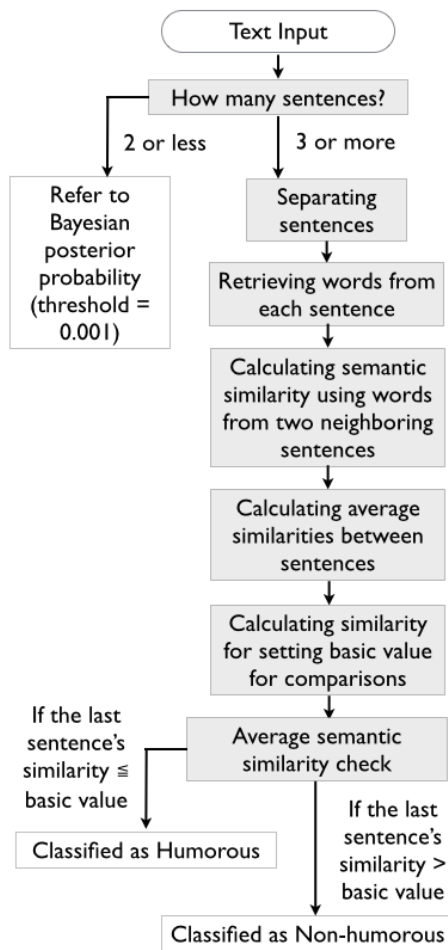 Text Input
How many sentences?
2 or less
3 or more
Refer to
Bayesian
posterior
probability
(threshold =
0.001)
Separating
sentences
Retrieving words from
each sentence
Calculating semantic
similarity using words
from two neighboring
sentences
Calculating average
similarities between
sentences
Calculating similarity
for setting basic value
for comparisons
If the last
sentence's
similarity ≦
basic value
Average semantic
similarity check
If the last
sentence's
similarity >
basic value
Classified as Humorous
Classified as Non-humorous